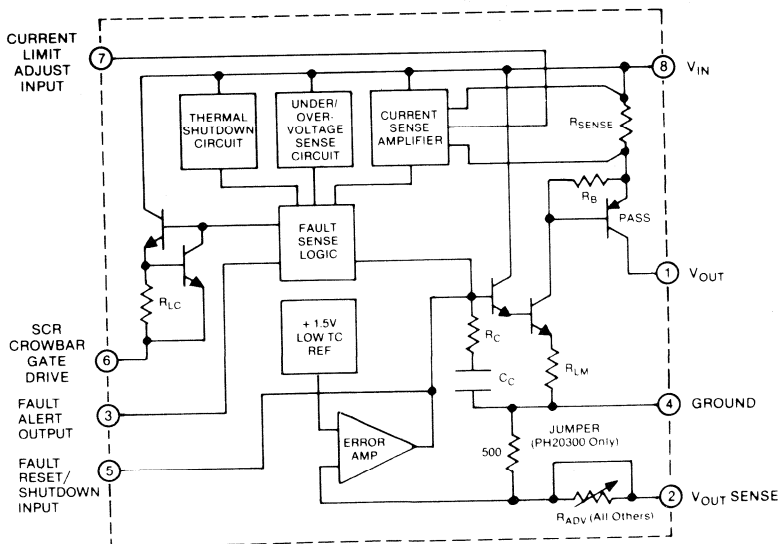 CURRENT
LIMIT
ADJUST
INPUT
7
8
VIN
THERMAL
SHUTDOWN
CIRCUIT
UNDER/
OVER-
VOLTAGE
SENSE
CIRCUIT
CURRENT
SENSE
AMPLIFIER
RSENSE
RB
PASS
FAULT
SENSE
LOGIC
1
VOUT
RLC
+ 1.5V
LOW TC
REF
RC
CC
RLM
SCR
CROWBAR
GATE
DRIVE
6
FAULT
ALERT
OUTPUT
3
4
GROUND
JUMPER
(PH20300 Only)
500
ERROR
AMP
FAULT
RESET/
SHUTDOWN
INPUT
5
2
VOUT SENSE
RADV (All Others)